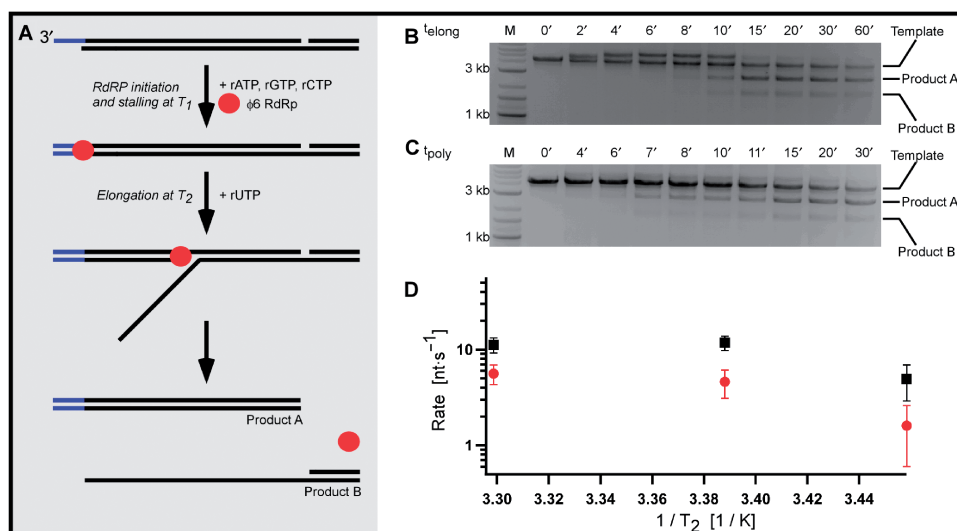 A
3′
RdRP initiation
and stalling at T1
+ rATP, rGTP, rCTP
ϕ6 RdRp
Elongation at T2
+ rUTP
Product A
Product B
B
telong
M 0′ 2′ 4′ 6′ 8′ 10′ 15′ 20′ 30′ 60′
Template
3 kb
Product A
1 kb
Product B
C
tpoly
M 0′ 4′ 6′ 7′ 8′ 10′ 11′ 15′ 20′ 30′
Template
3 kb
Product A
1 kb
Product B
D
Rate [nt·s⁻¹]
10
1
3.30 3.32 3.34 3.36 3.38 3.40 3.42 3.44
1 / T2 [1 / K]